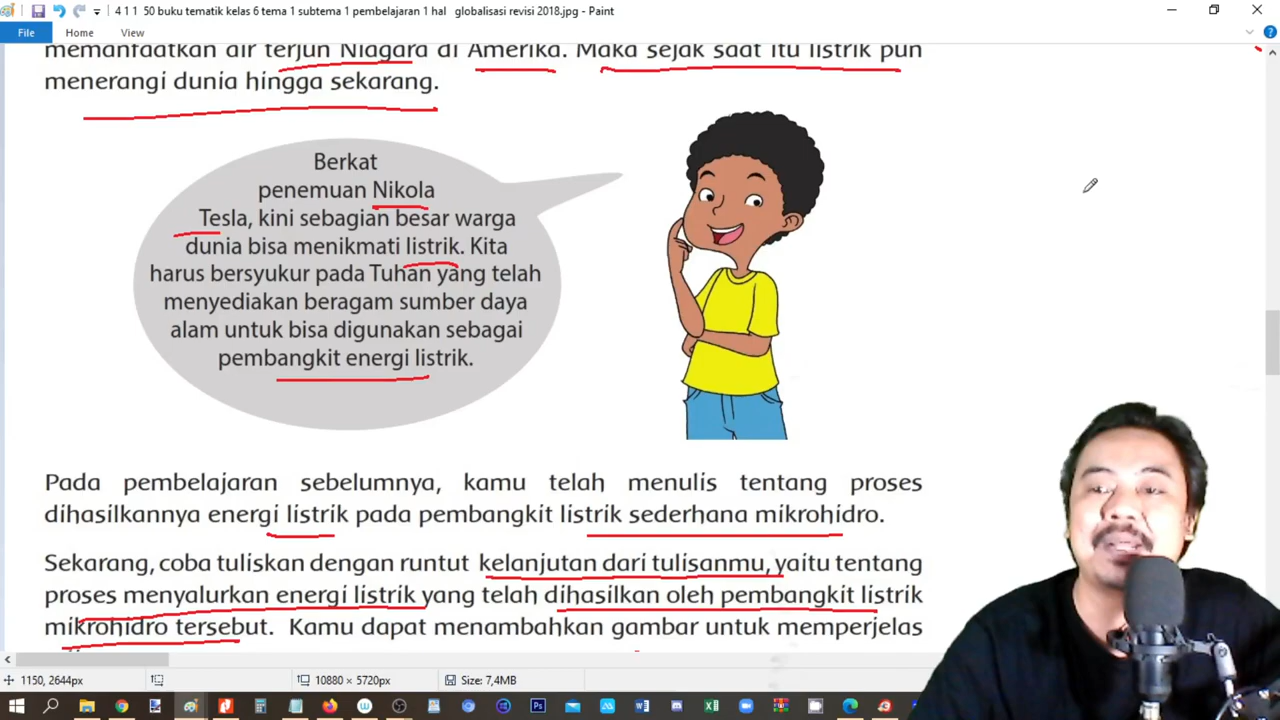 4 1 1 50 buku tematik kelas 6 tema 1 subtema 1 pembelajaran 1 hal globalisasi revisi 2018.jpg - Paint
File Home View
memanfaatkan air terjun Niagara di Amerika. Maka sejak saat itu listrik pun
menerangi dunia hingga sekarang.
Berkat
penemuan Nikola
Tesla, kini sebagian besar warga
dunia bisa menikmati listrik. Kita
harus bersyukur pada Tuhan yang telah
menyediakan beragam sumber daya
alam untuk bisa digunakan sebagai
pembangkit energi listrik.
Pada pembelajaran sebelumnya, kamu telah menulis tentang proses
dihasilkannya energi listrik pada pembangkit listrik sederhana mikrohidro.
Sekarang, coba tuliskan dengan runtut kelanjutan dari tulisanmu, yaitu tentang
proses menyalurkan energi listrik yang telah dihasilkan oleh pembangkit listrik
mikrohidro tersebut. Kamu dapat menambahkan gambar untuk memperjelas
1150, 2644px 10880 × 5720px Size: 7,4MB